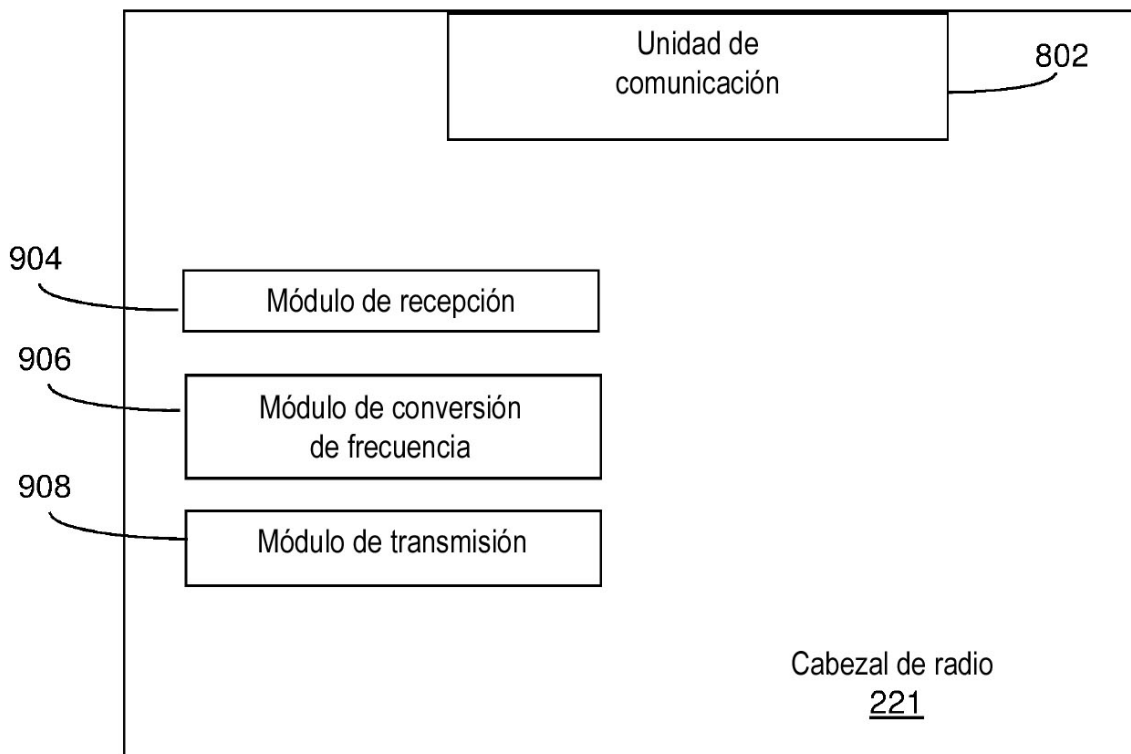 Unidad de
comunicación
802
904
Módulo de recepción
906
Módulo de conversión
de frecuencia
908
Módulo de transmisión
Cabezal de radio
221